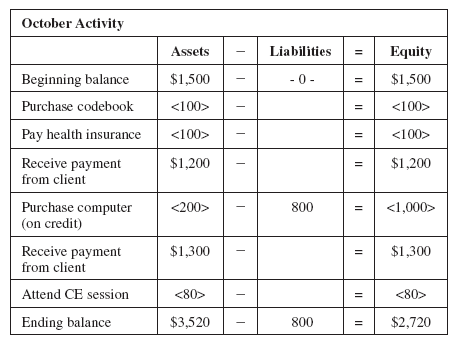 October Activity
Assets – Liabilities = Equity
Beginning balance $1,500 – - 0 - = $1,500
Purchase codebook <100> – = <100>
Pay health insurance <100> – = <100>
Receive payment $1,200 – = $1,200
from client
Purchase computer <200> – 800 = <1,000>
(on credit)
Receive payment $1,300 – = $1,300
from client
Attend CE session <80> – = <80>
Ending balance $3,520 – 800 = $2,720